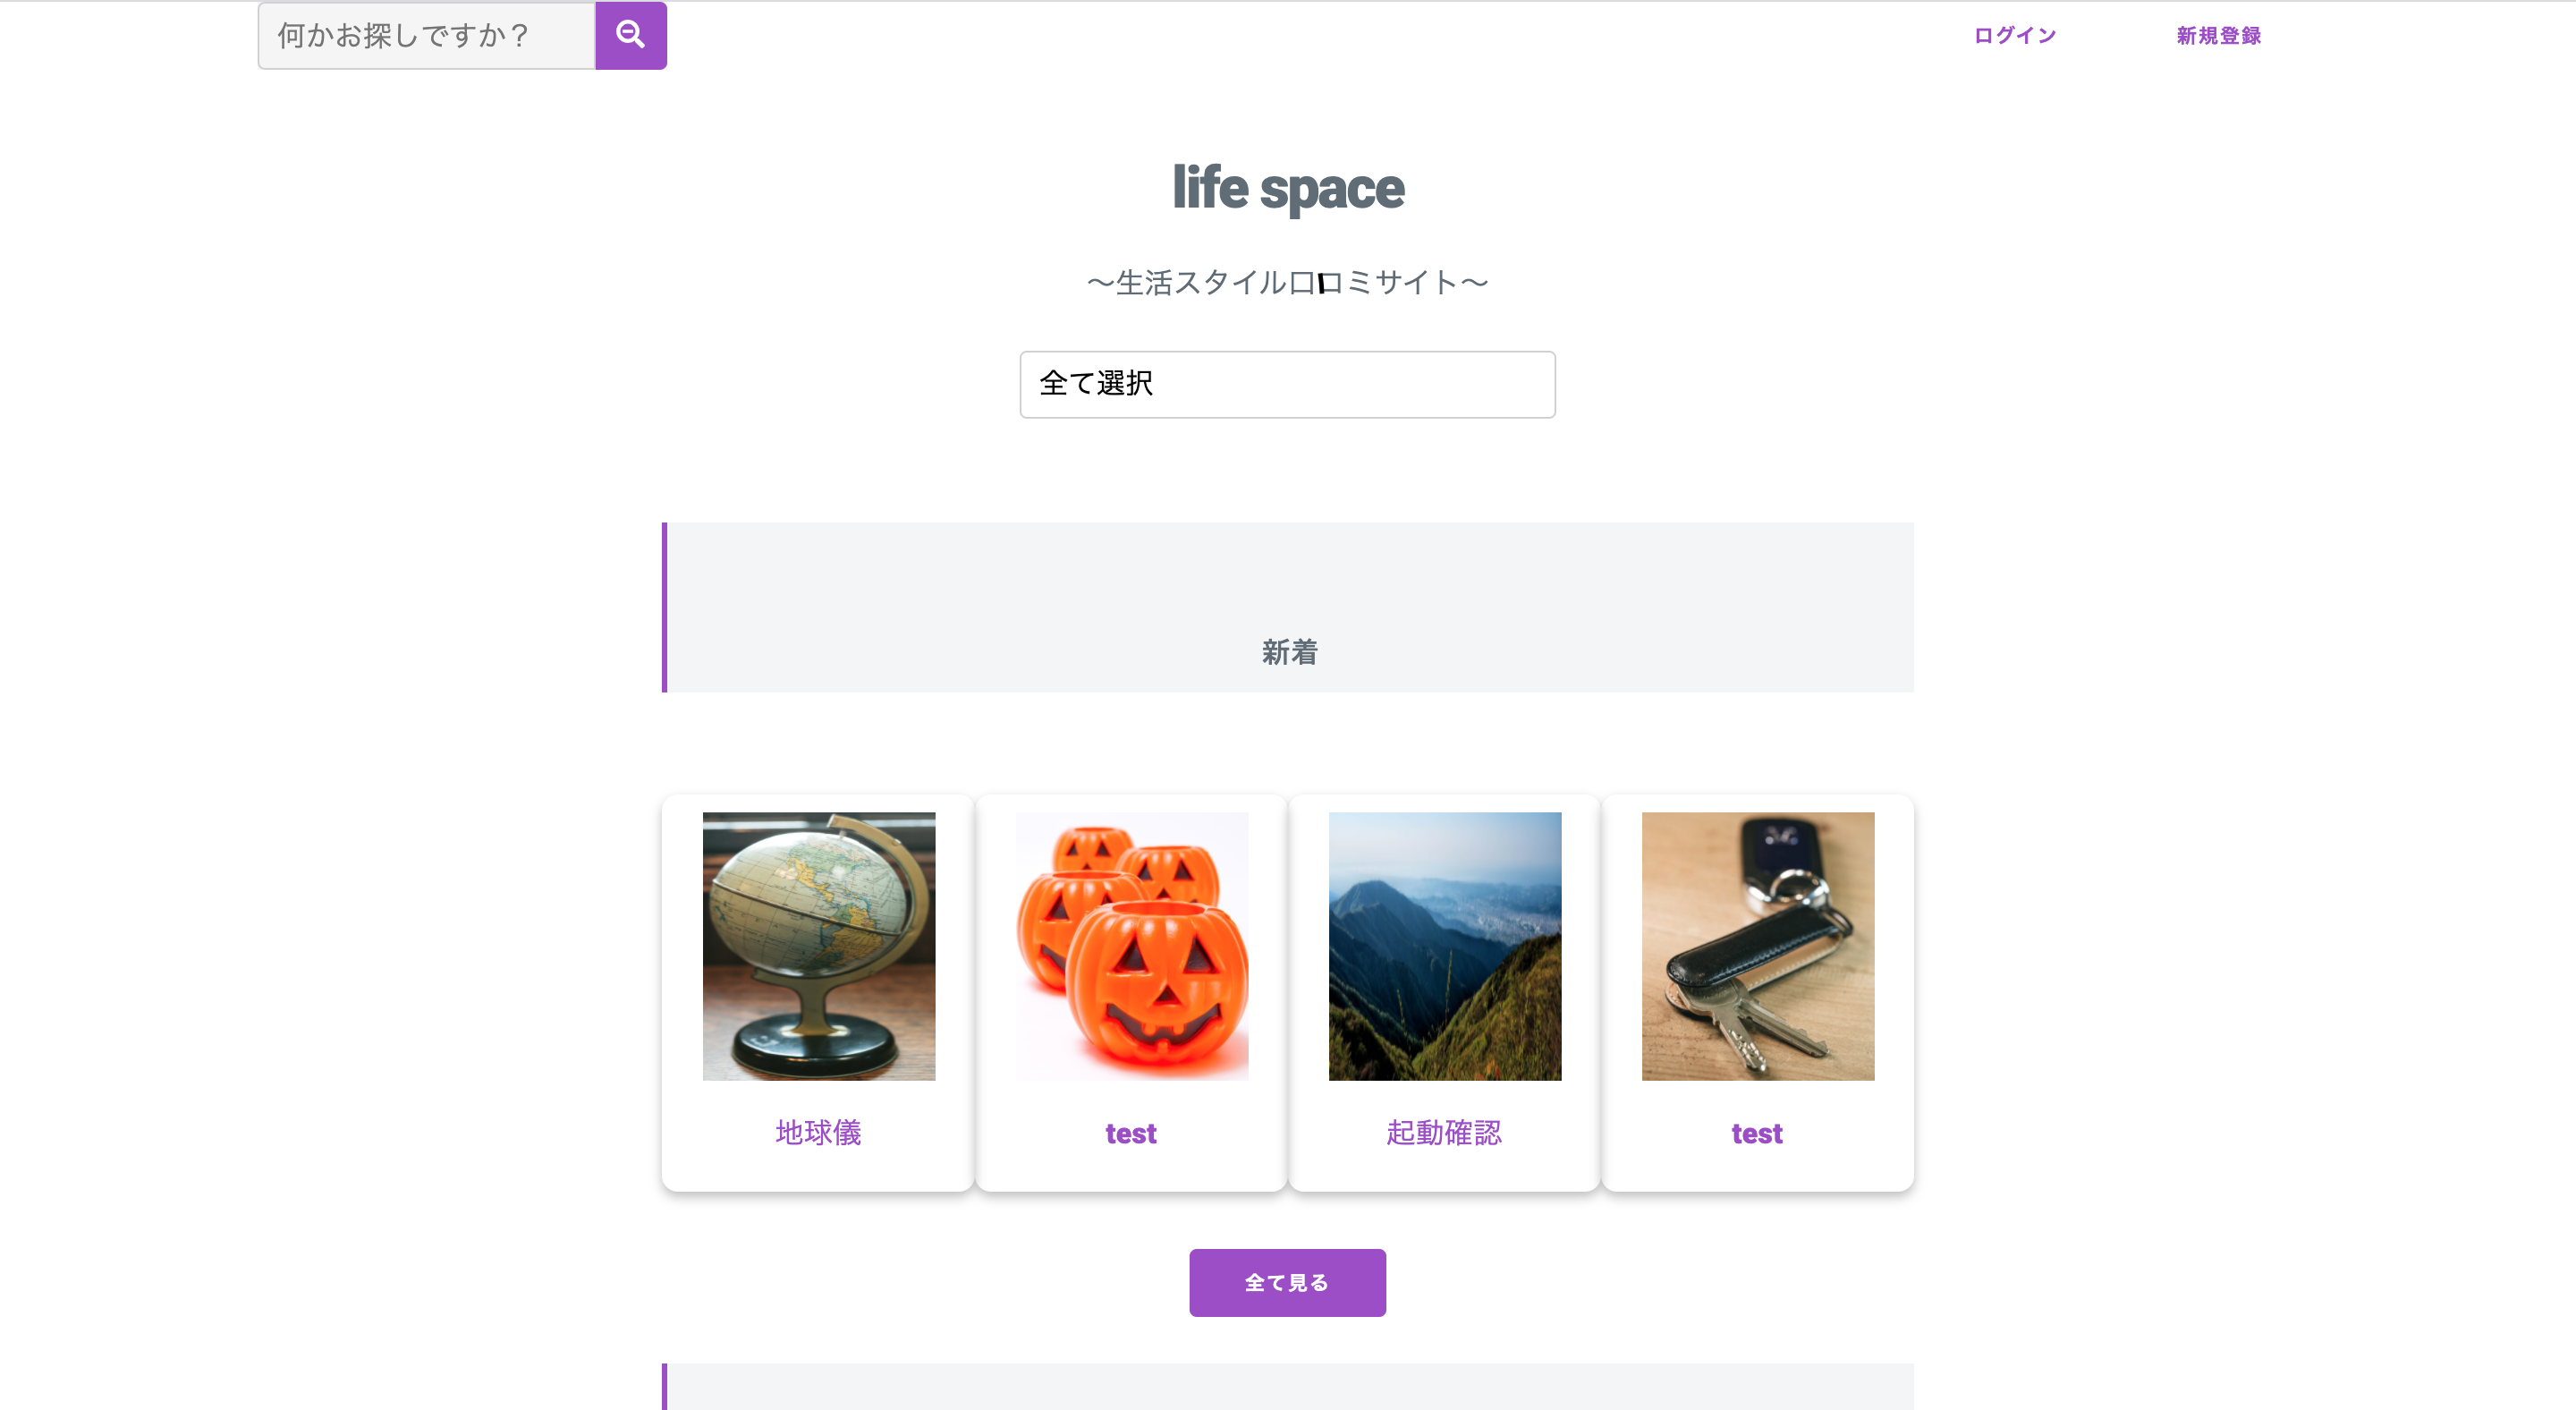 何かお探しですか？
ログイン
新規登録
life space
〜生活スタイル口コミサイト〜
全て選択
新着
地球儀
test
起動確認
test
全て見る